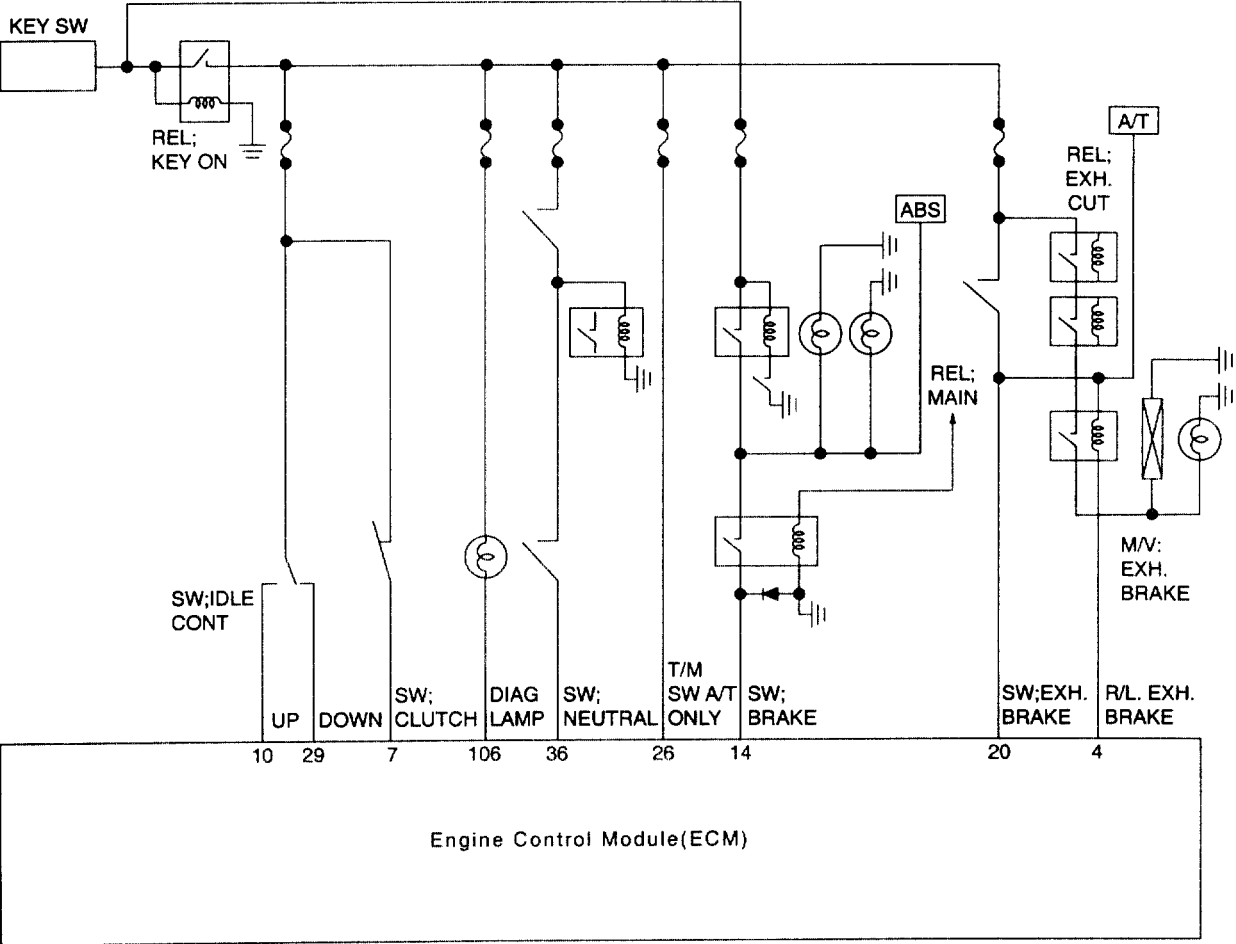 KEY SW
REL;
KEY ON
A/T
REL;
EXH.
CUT
ABS
REL;
MAIN
SW;IDLE
CONT
M/V:
EXH.
BRAKE
UP
DOWN
SW;
CLUTCH
DIAG
LAMP
SW;
NEUTRAL
T/M
SW A/T
ONLY
SW;
BRAKE
SW;EXH.
BRAKE
R/L. EXH.
BRAKE
10 29 7 106 36 26 14 20 4
Engine Control Module(ECM)